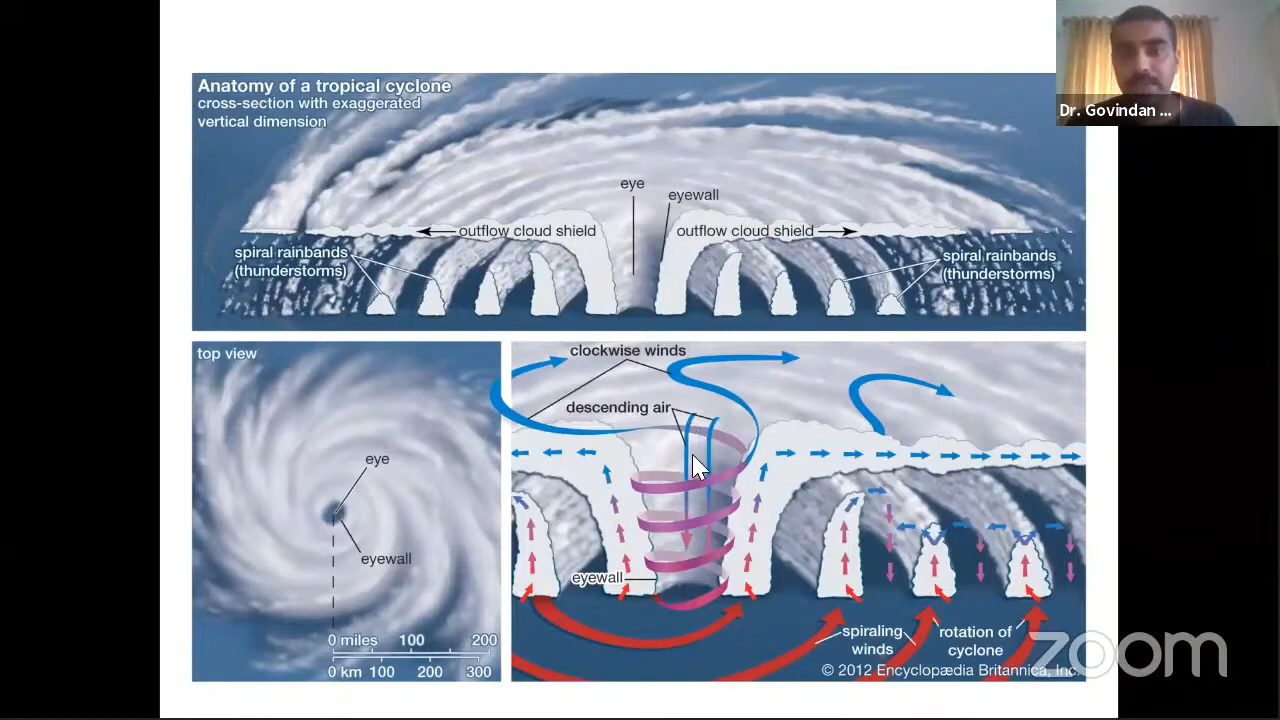 Anatomy of a tropical cyclone
cross-section with exaggerated
vertical dimension
Dr. Govindan ...
eye
eyewall
outflow cloud shield
outflow cloud shield
spiral rainbands
(thunderstorms)
spiral rainbands
(thunderstorms)
top view
eye
eyewall
0 miles 100 200
0 km 100 200 300
clockwise winds
descending air
eyewall
spiraling
winds
rotation of
cyclone
© 2012 Encyclopædia Britannica, Inc.
zoom